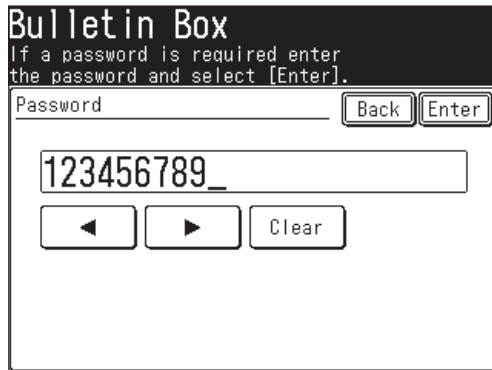 Bulletin Box
If a password is required enter
the password and select [Enter].
Password
Back Enter
123456789_
◄ ► Clear